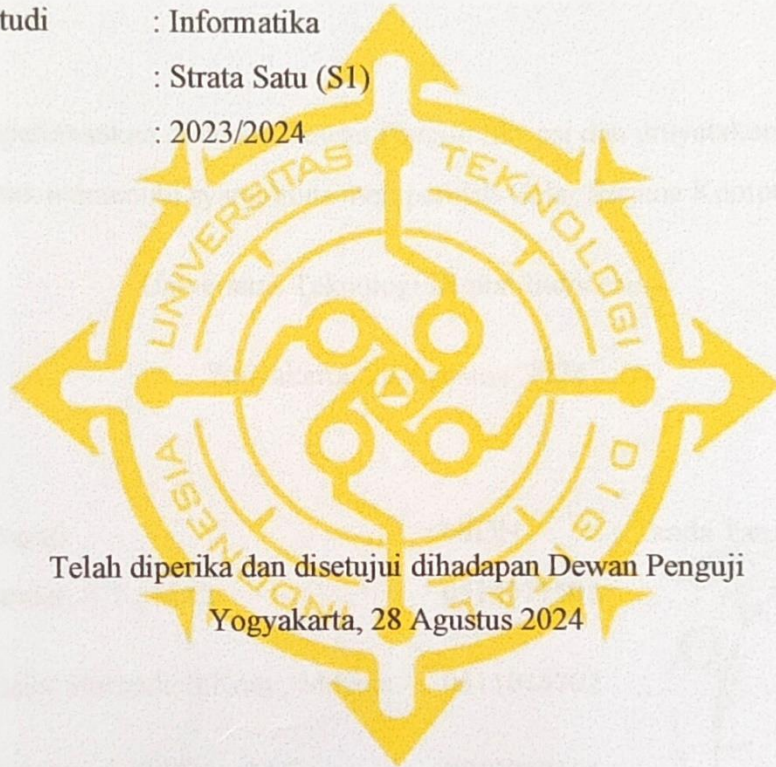 tudi : Informatika
: Strata Satu (S1)
: 2023/2024
UNIVERSITAS TEKNOLOGI DIGITAL INDONESIA
Telah diperika dan disetujui dihadapan Dewan Penguji
Yogyakarta, 28 Agustus 2024